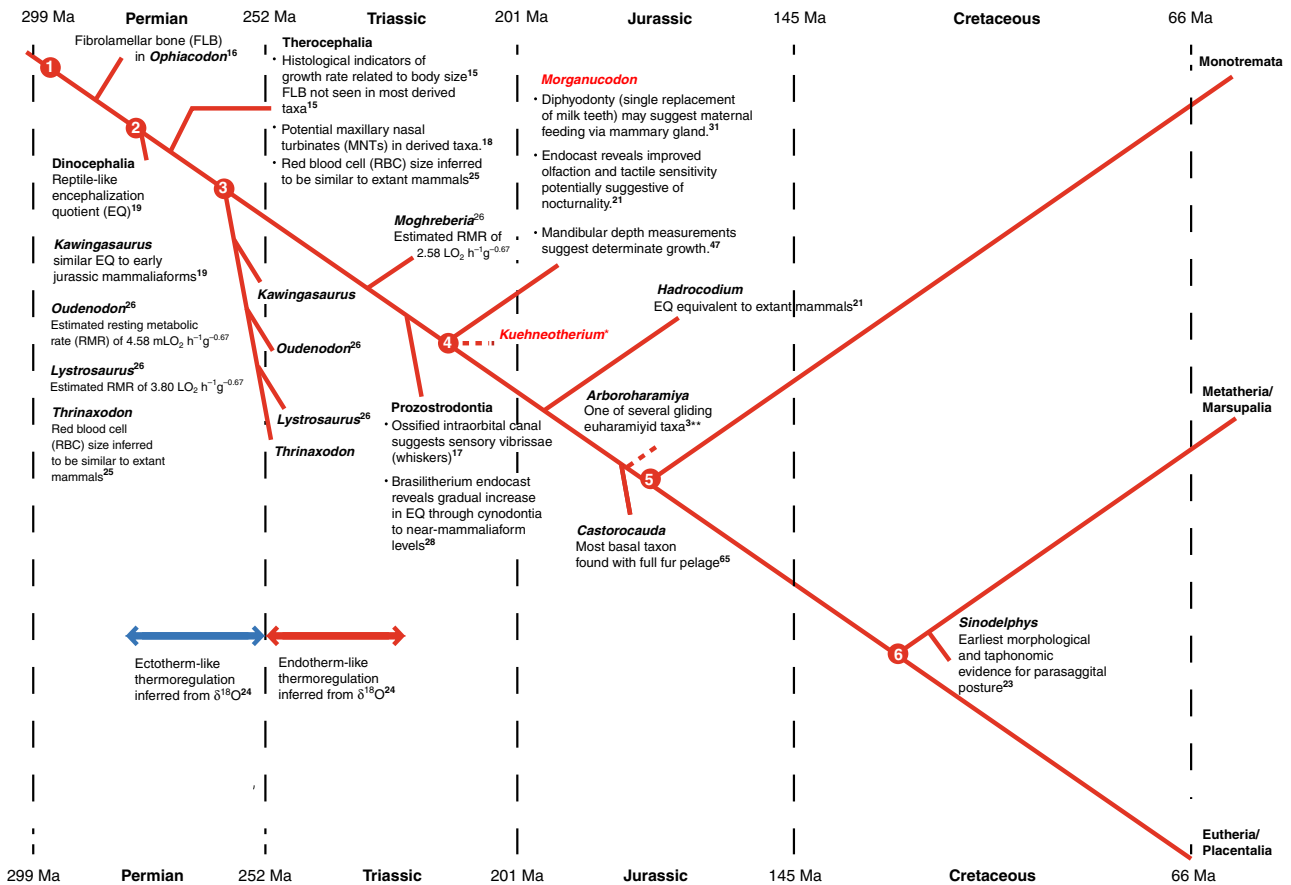 299 Ma Permian 252 Ma Triassic 201 Ma Jurassic 145 Ma Cretaceous 66 Ma
Fibrolamellar bone (FLB)
in Ophiacodon¹⁶
Therocephalia
· Histological indicators of
growth rate related to body size¹⁵
FLB not seen in most derived
taxa¹⁵
· Potential maxillary nasal
turbinates (MNTs) in derived taxa.¹⁸
· Red blood cell (RBC) size inferred
to be similar to extant mammals²⁵
Morganucodon
· Diphyodonty (single replacement
of milk teeth) may suggest maternal
feeding via mammary gland.³¹
· Endocast reveals improved
olfaction and tactile sensitivity
potentially suggestive of
nocturnality.²¹
· Mandibular depth measurements
suggest determinate growth.⁴⁷
Monotremata
1
2
3
4
5
6
Dinocephalia
Reptile-like
encephalization
quotient (EQ)¹⁹
Kawingasaurus
similar EQ to early
jurassic mammaliaforms¹⁹
Oudenodon²⁶
Estimated resting metabolic
rate (RMR) of 4.58 mLO₂ h⁻¹g⁻⁰·⁶⁷
Lystrosaurus²⁶
Estimated RMR of 3.80 LO₂ h⁻¹g⁻⁰·⁶⁷
Thrinaxodon
Red blood cell
(RBC) size inferred
to be similar to extant
mammals²⁵
Kawingasaurus
Oudenodon²⁶
Lystrosaurus²⁶
Thrinaxodon
Moghreberia²⁶
Estimated RMR of
2.58 LO₂ h⁻¹g⁻⁰·⁶⁷
Kuehneotherium*
Hadrocodium
EQ equivalent to extant mammals²¹
Prozostrodontia
· Ossified intraorbital canal
suggests sensory vibrissae
(whiskers)¹⁷
· Brasilitherium endocast
reveals gradual increase
in EQ through cynodontia
to near-mammaliaform
levels²⁸
Arboroharamiya
One of several gliding
euharamiyid taxa³**
Castorocauda
Most basal taxon
found with full fur pelage⁶⁵
Metatheria/
Marsupalia
Sinodelphys
Earliest morphological
and taphonomic
evidence for parasaggital
posture²³
Ectotherm-like
thermoregulation
inferred from δ¹⁸O²⁴
Endotherm-like
thermoregulation
inferred from δ¹⁸O²⁴
Eutheria/
Placentalia
299 Ma Permian 252 Ma Triassic 201 Ma Jurassic 145 Ma Cretaceous 66 Ma